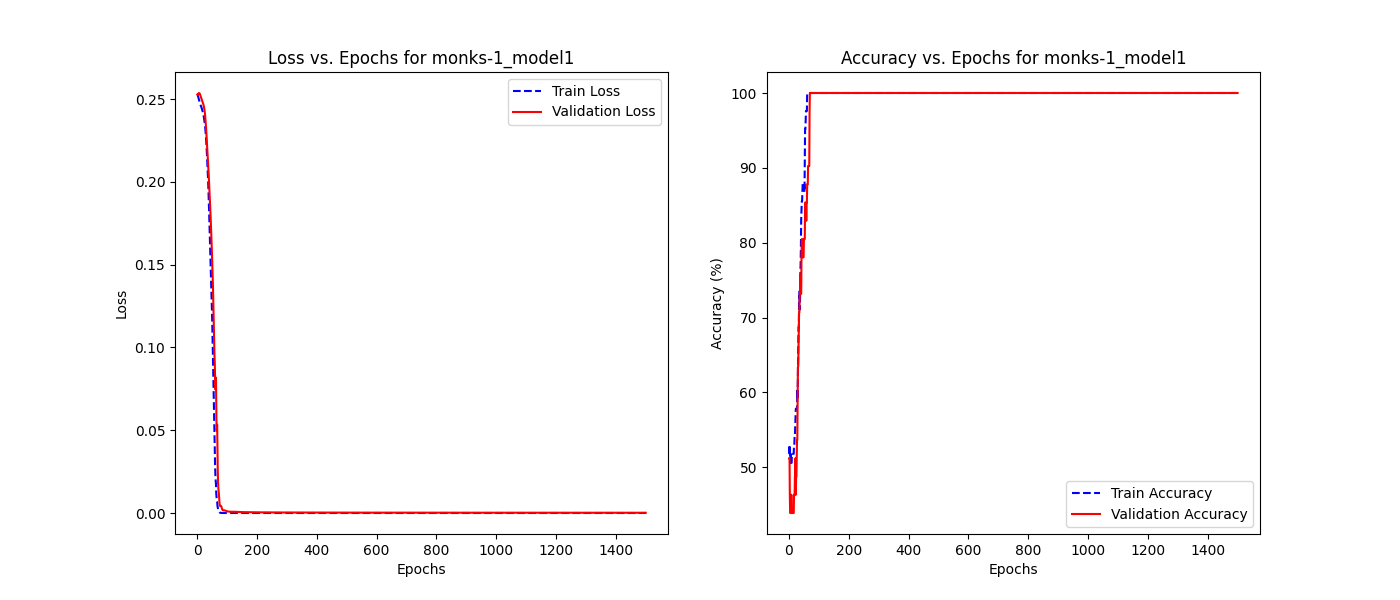 Loss vs. Epochs for monks-1_model1
Train Loss
Validation Loss
0.25
0.20
0.15
0.10
0.05
0.00
Loss
0 200 400 600 800 1000 1200 1400
Epochs
Accuracy vs. Epochs for monks-1_model1
100
90
80
70
60
50
Accuracy (%)
Train Accuracy
Validation Accuracy
0 200 400 600 800 1000 1200 1400
Epochs